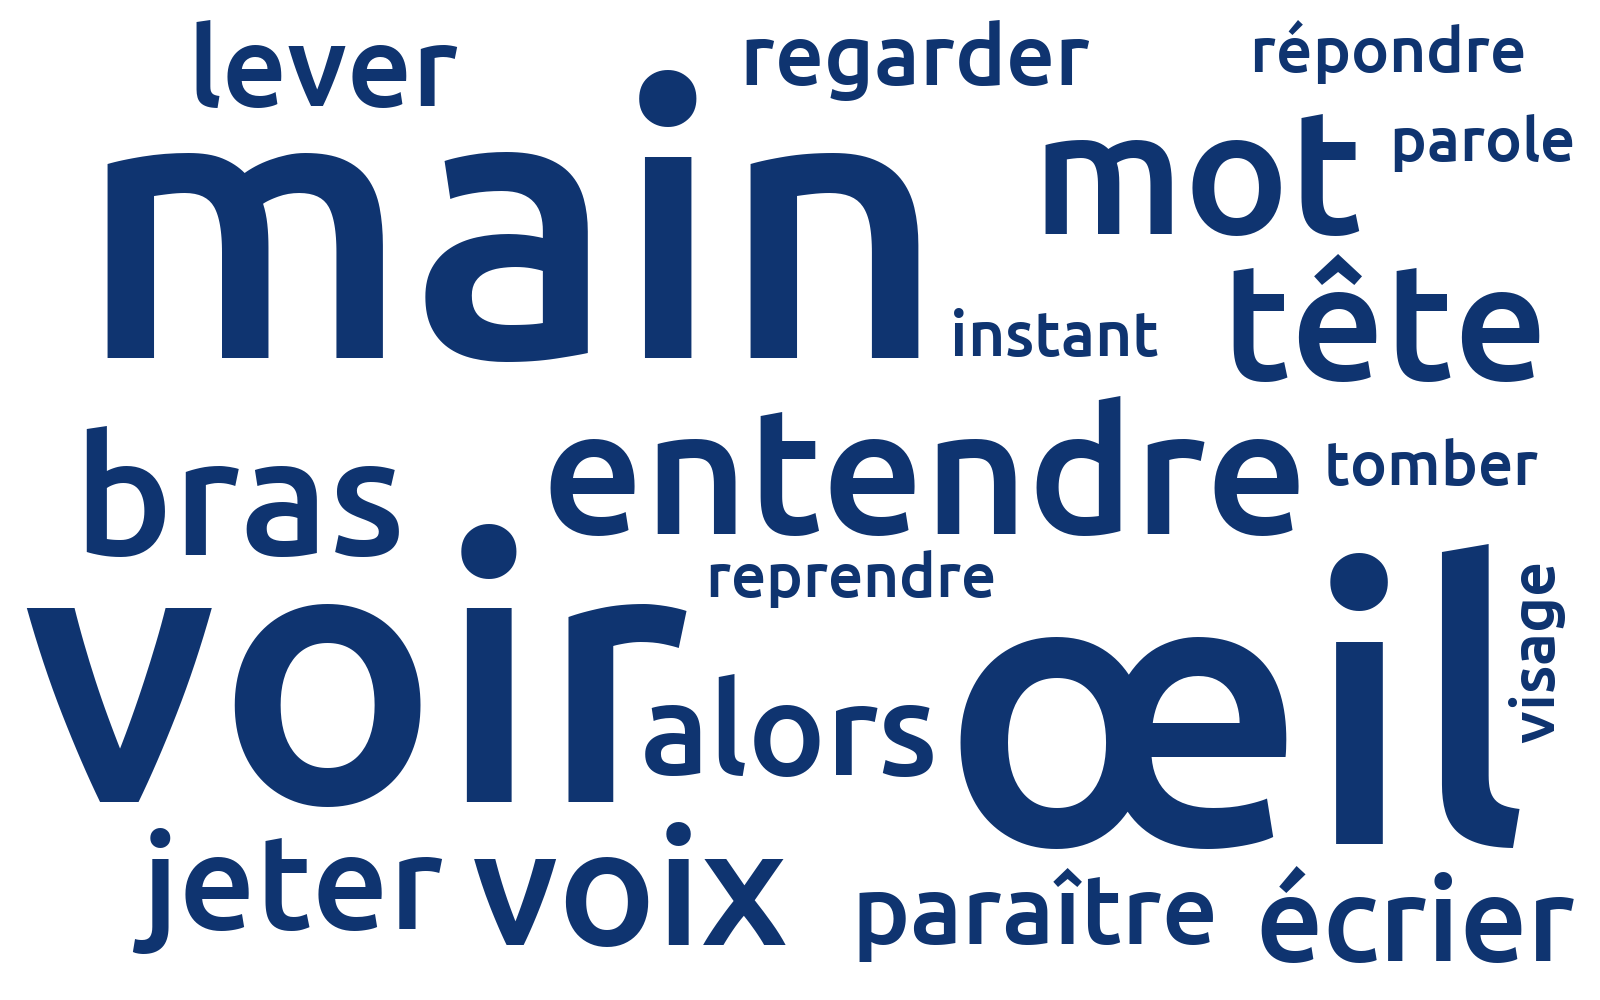 lever
regarder
répondre
main
mot
parole
instant
tête
bras
entendre
tomber
voir
reprendre
œil
visage
alors
jeter
voix
paraître
écrier